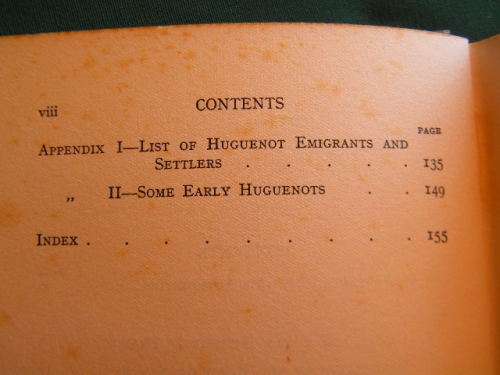 viii CONTENTS
PAGE
APPENDIX I—LIST OF HUGUENOT EMIGRANTS AND
SETTLERS . . . . . 135
„ II—SOME EARLY HUGUENOTS . . 149
INDEX . . . . . . . . . 155